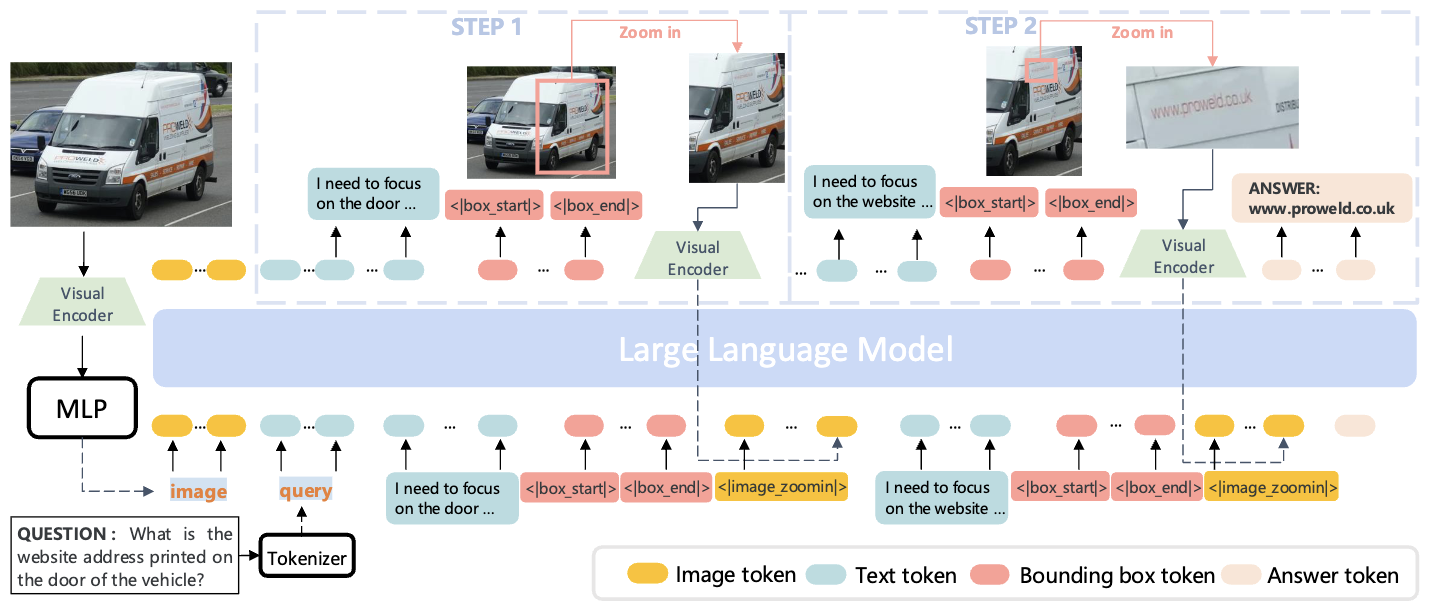 STEP 1
Zoom in
STEP 2
Zoom in
PROWELD
PROWELD
www.proweld.co.uk
DISTRIBU
I need to focus
on the door ...
<|box_start|>
<|box_end|>
I need to focus
on the website ...
<|box_start|>
<|box_end|>
ANSWER:
www.proweld.co.uk
Visual
Encoder
Visual
Encoder
Visual
Encoder
...
...
...
...
...
...
...
...
Large Language Model
MLP
...
...
...
...
...
...
...
...
image
query
I need to focus
on the door ...
<|box_start|>
<|box_end|>
<|image_zoomin|>
I need to focus
on the website ...
<|box_start|>
<|box_end|>
<|image_zoomin|>
QUESTION : What is the
website address printed on
the door of the vehicle?
Tokenizer
Image token
Text token
Bounding box token
Answer token